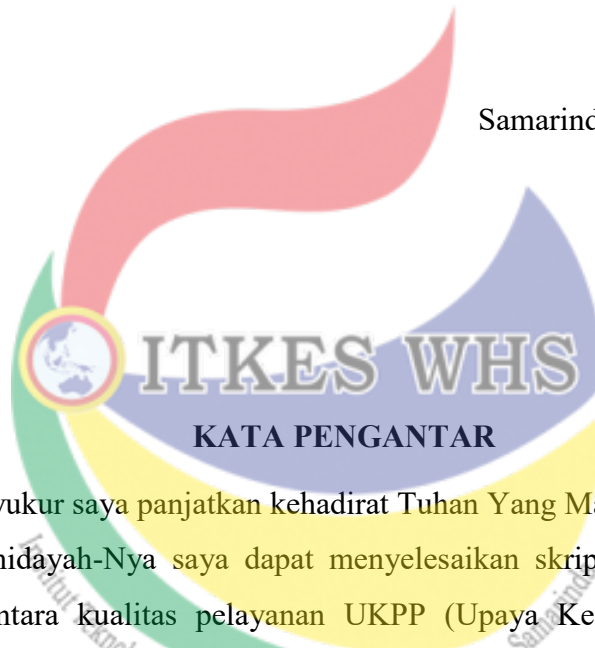 Samarind
ITKES WHS
KATA PENGANTAR
yukur saya panjatkan kehadirat Tuhan Yang Ma
hidayah-Nya saya dapat menyelesaikan skrip
ntara kualitas pelayanan UKPP (Upaya Ke